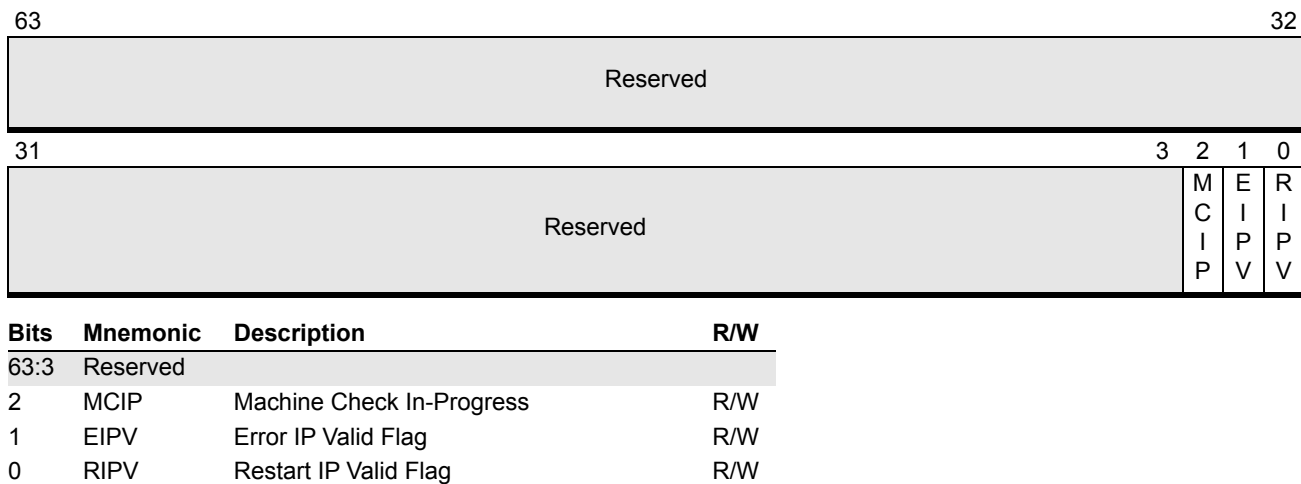 63 32
Reserved
31 3 2 1 0
Reserved
M E R
C I I
I P P
P V V
Bits Mnemonic Description R/W
63:3 Reserved
2 MCIP Machine Check In-Progress R/W
1 EIPV Error IP Valid Flag R/W
0 RIPV Restart IP Valid Flag R/W